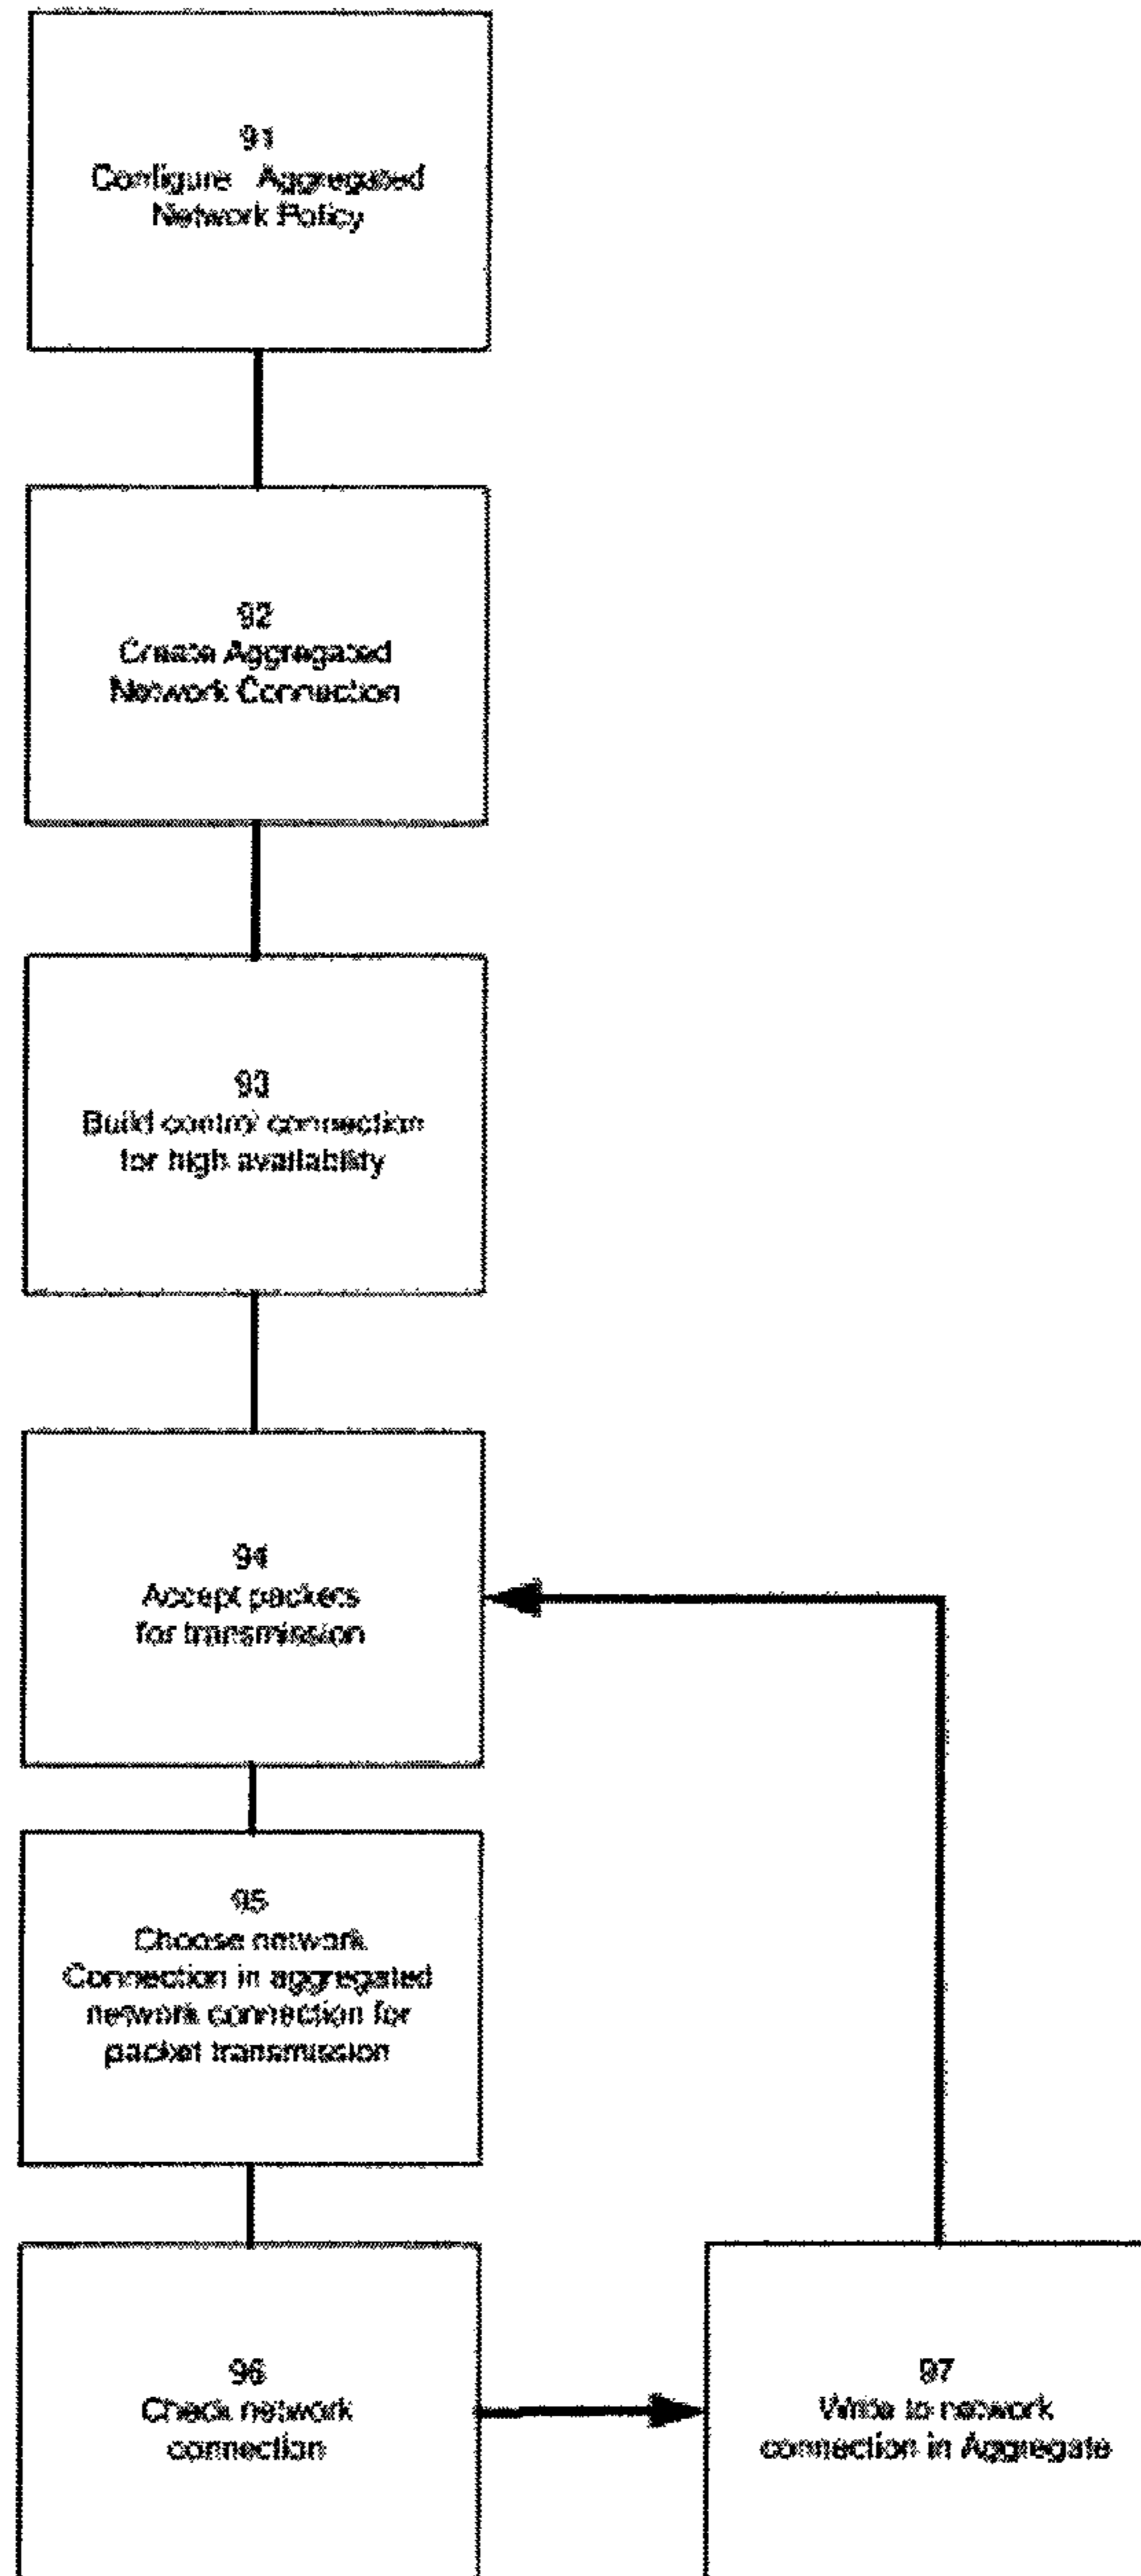 91
Configure Aggregated
Network Policy
92
Create Aggregated
Network Connection
93
Build control connection
for high availability
94
Accept packets
for transmission
95
Choose network
Connection in aggregated
network connection for
packet transmission
96
Check network
connection
97
Write to network
connection in Aggregate